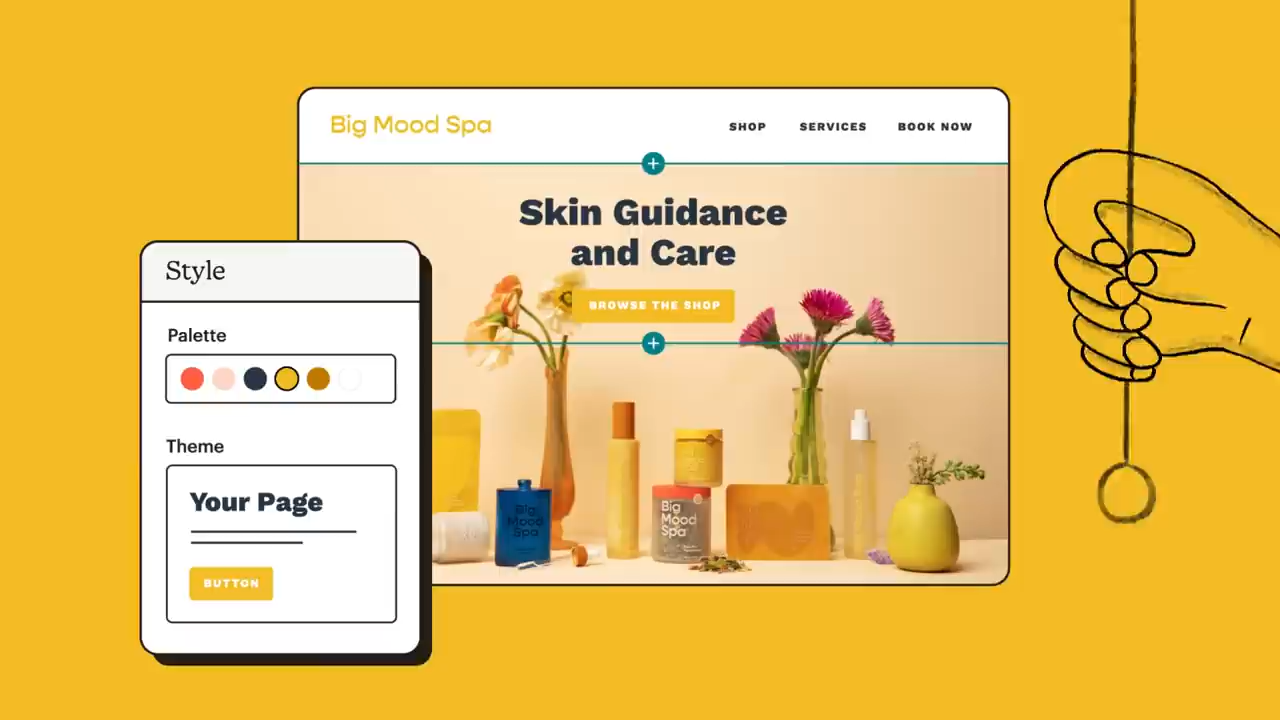 Big Mood Spa
SHOP SERVICES BOOK NOW
Skin Guidance
and Care
BROWSE THE SHOP
Style
Palette
Theme
Your Page
BUTTON
Big
Mood
Spa
Big
Mood
Spa